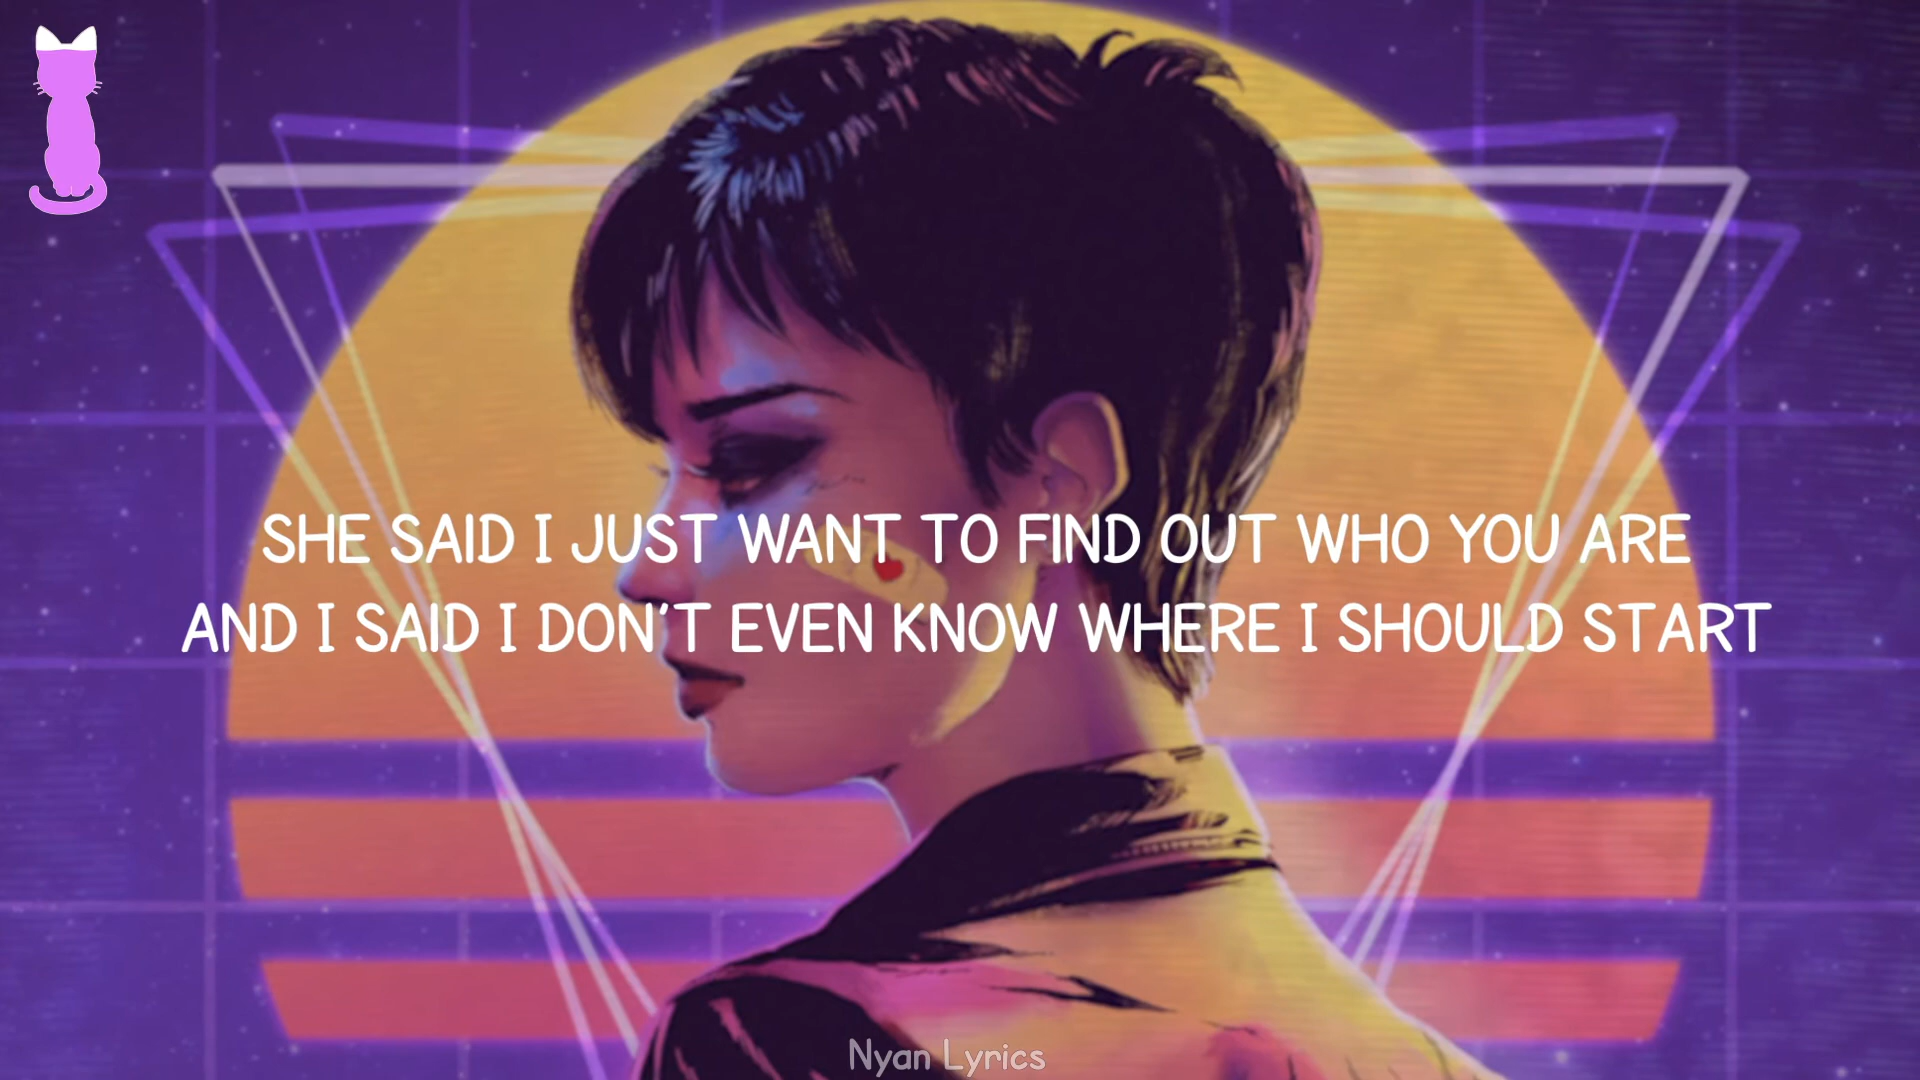 SHE SAID I JUST WANT TO FIND OUT WHO YOU ARE
AND I SAID I DON'T EVEN KNOW WHERE I SHOULD START
Nyan Lyrics